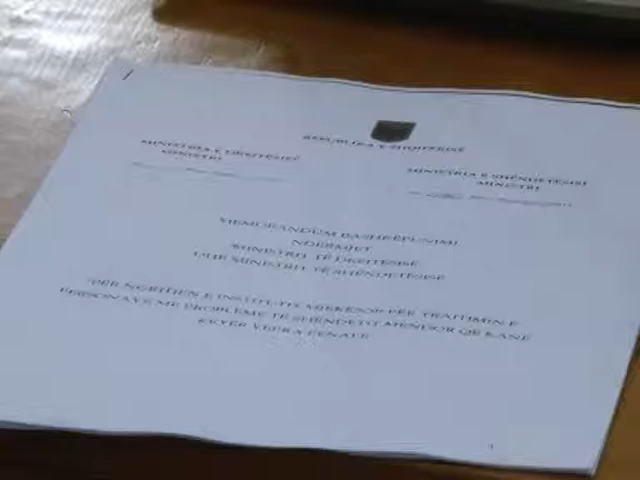 REPUBLIKA E SHQIPËRISË
MINISTRIA E DREJTËSISË
MINISTRI
MINISTRIA E SHËNDETËSISË
MINISTRI
MEMORANDUM BASHKËPUNIMI
NDËRMJET
MINISTRIT TË DREJTËSISË
DHE MINISTRIT TË SHËNDETËSISË
"PËR NGRITJEN E INSTITUTIT MJEKËSOR PËR TRAJTIMIN E
PERSONAVE ME PROBLEME TË SHËNDETIT MENDOR QË KANË
KRYER VEPRA PENALE"